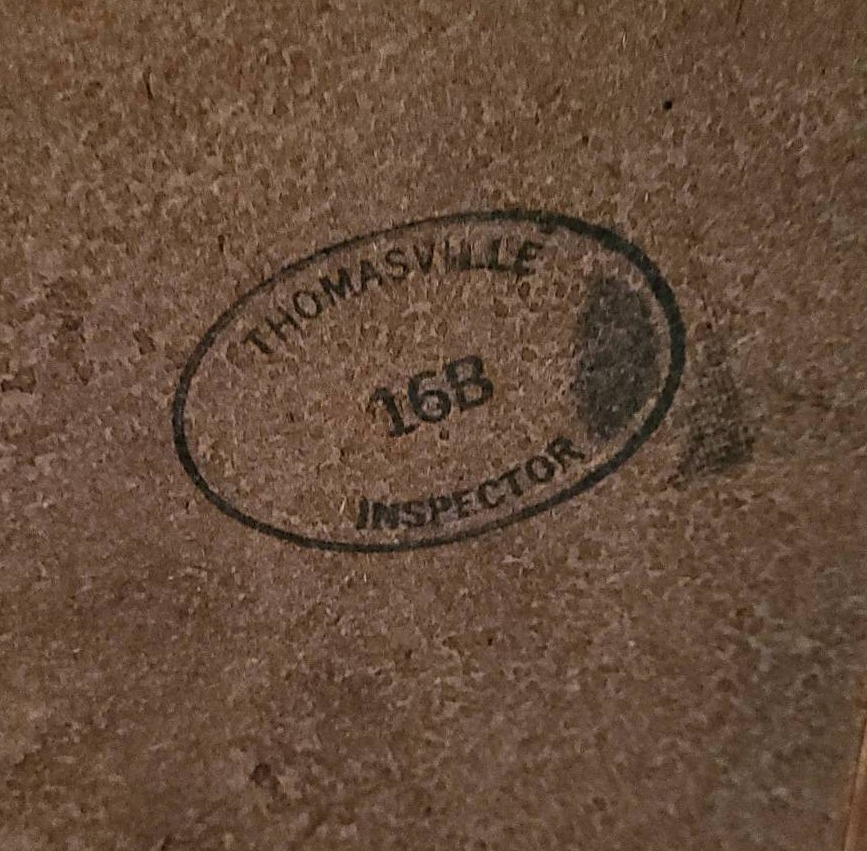 THOMASVILLE
16B
INSPECTOR